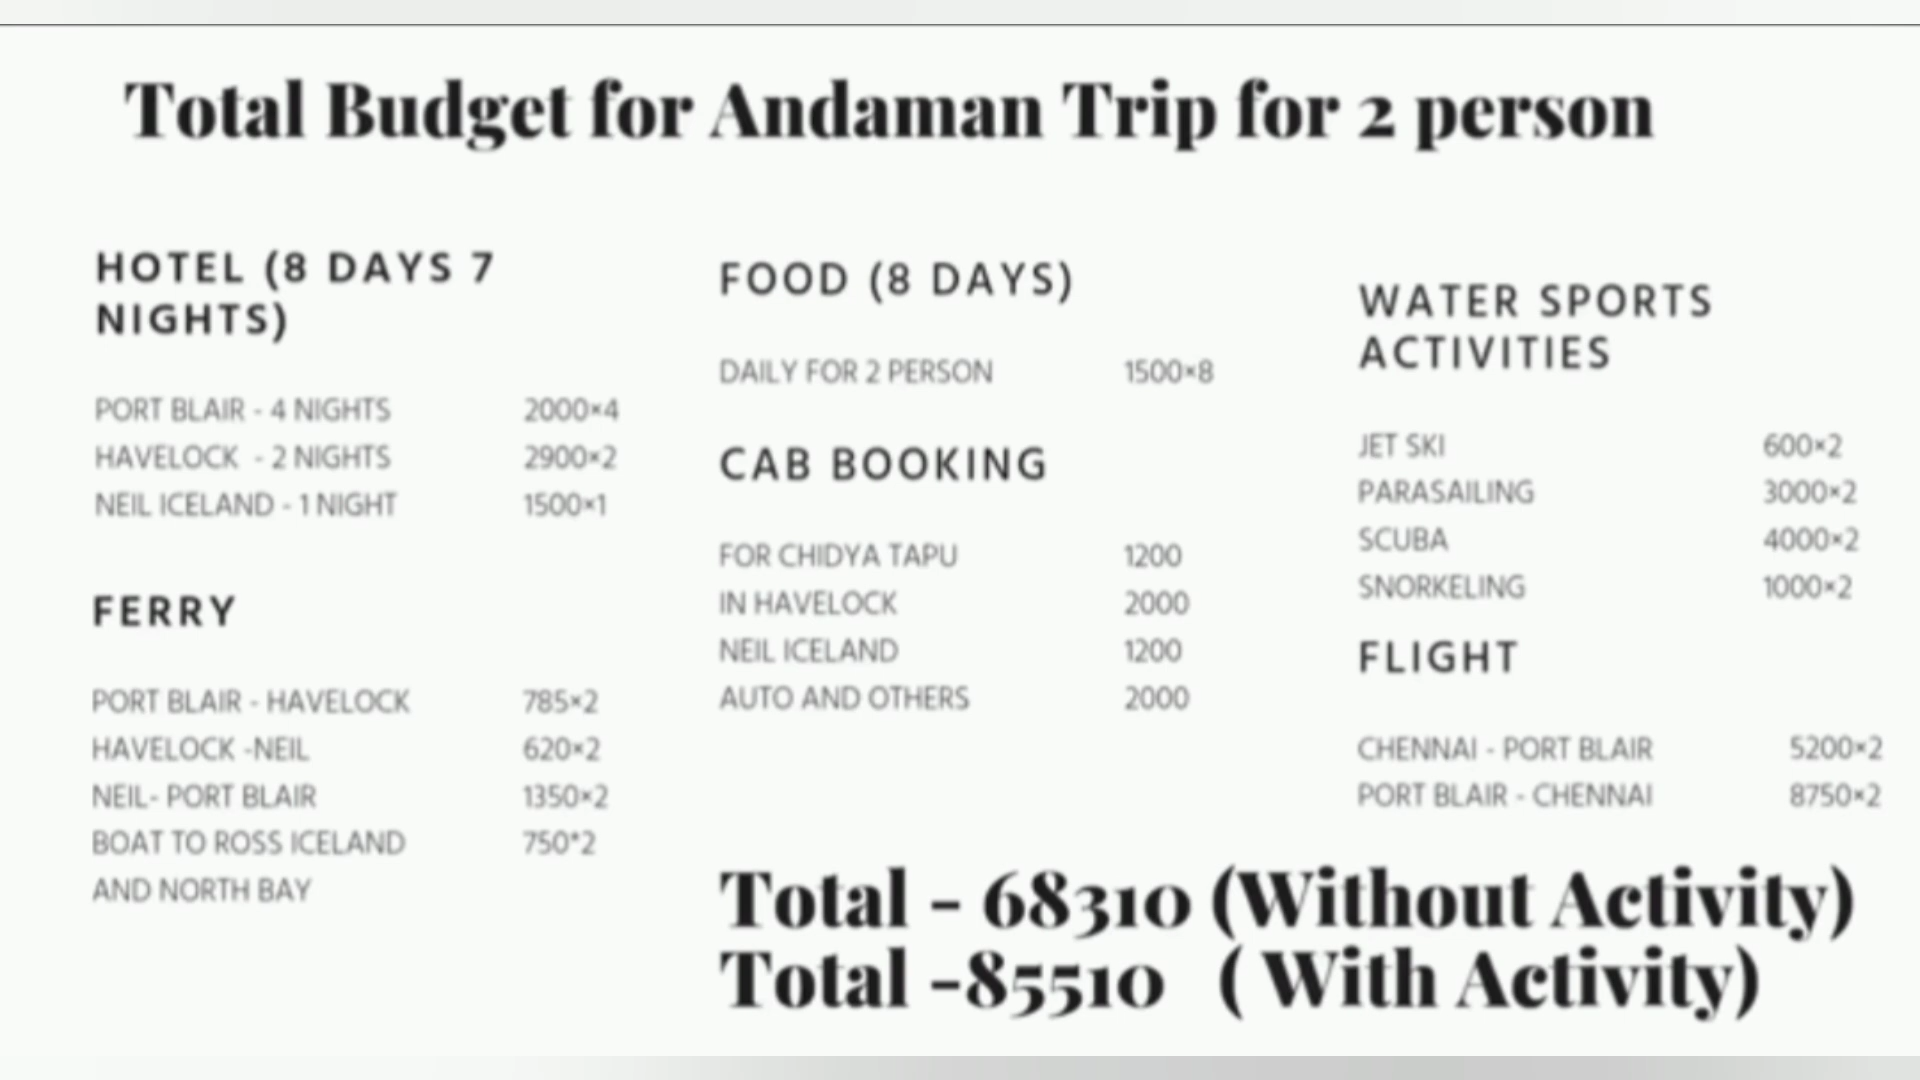 Total Budget for Andaman Trip for 2 person
HOTEL (8 DAYS 7
NIGHTS)
PORT BLAIR - 4 NIGHTS 2000×4
HAVELOCK - 2 NIGHTS 2900×2
NEIL ICELAND - 1 NIGHT 1500×1
FERRY
PORT BLAIR - HAVELOCK 785×2
HAVELOCK -NEIL 620×2
NEIL- PORT BLAIR 1350×2
BOAT TO ROSS ICELAND 750*2
AND NORTH BAY
FOOD (8 DAYS)
DAILY FOR 2 PERSON 1500×8
CAB BOOKING
FOR CHIDYA TAPU 1200
IN HAVELOCK 2000
NEIL ICELAND 1200
AUTO AND OTHERS 2000
WATER SPORTS
ACTIVITIES
JET SKI 600×2
PARASAILING 3000×2
SCUBA 4000×2
SNORKELING 1000×2
FLIGHT
CHENNAI - PORT BLAIR 5200×2
PORT BLAIR - CHENNAI 8750×2
Total - 68310 (Without Activity)
Total -85510 ( With Activity)